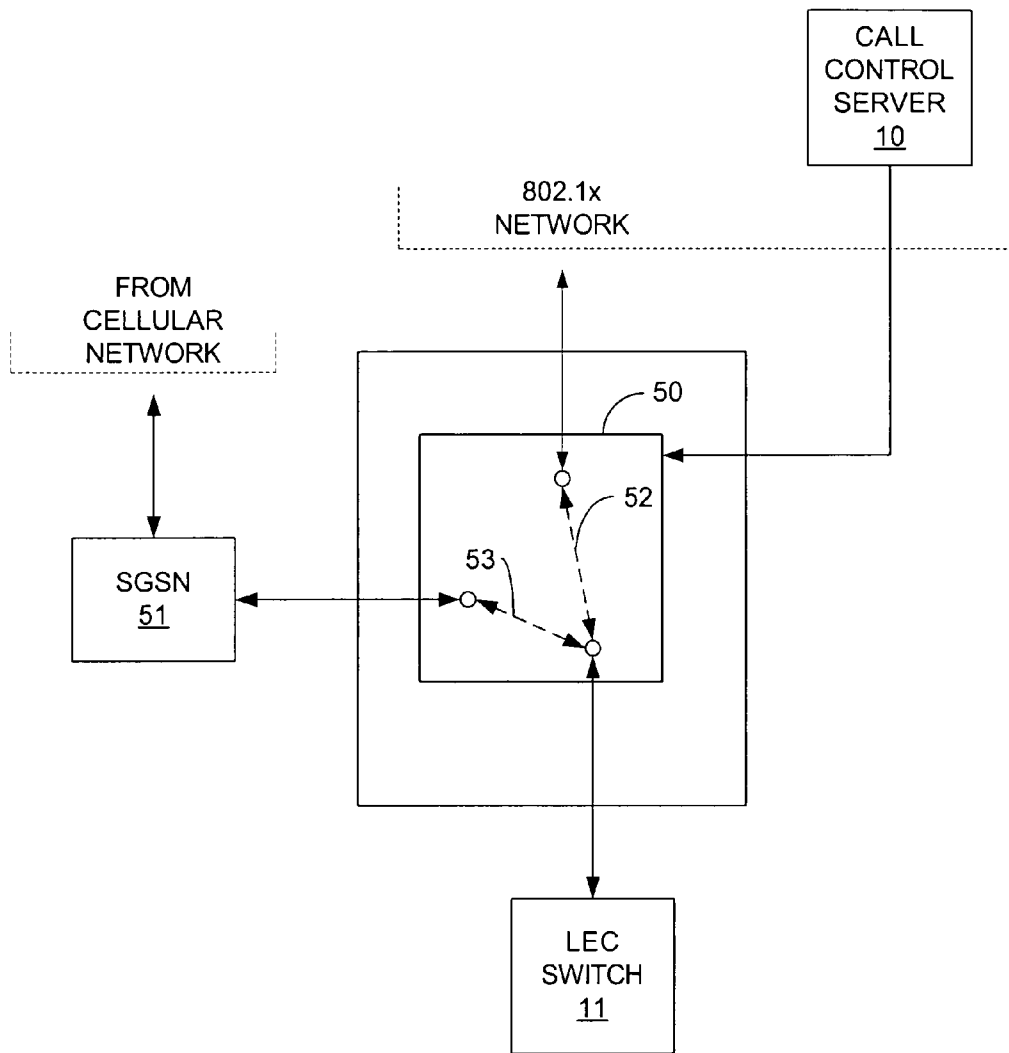 CALL
CONTROL
SERVER
10
802.1x
NETWORK
FROM
CELLULAR
NETWORK
50
52
53
SGSN
51
LEC
SWITCH
11